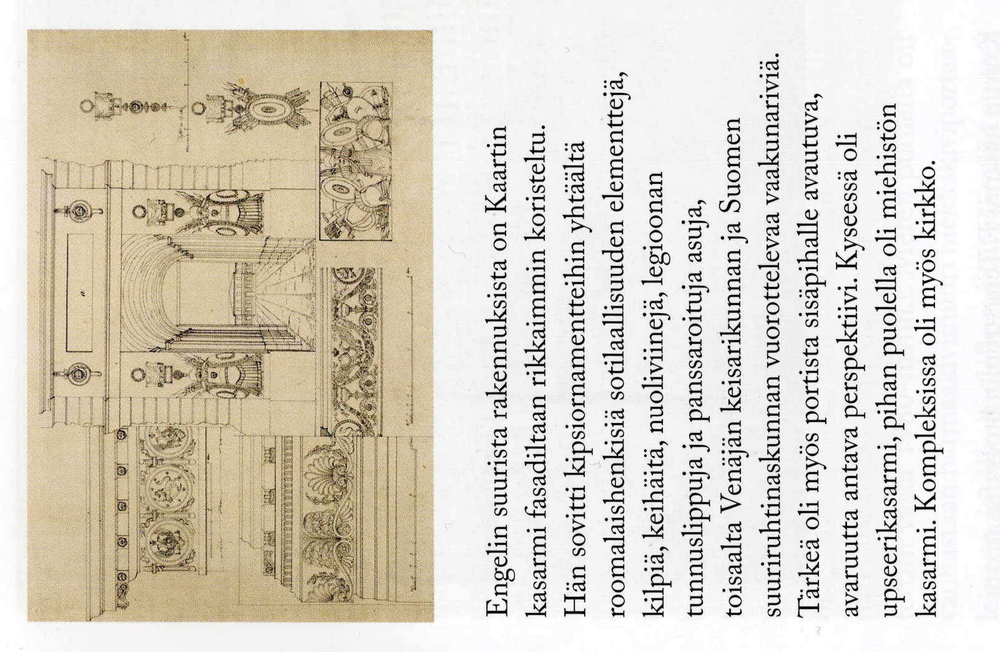 Engelin suurista rakennuksista on Kaartin
kasarmi fasadiltaan rikkaimmin koristeltu.
Hän sovitti kipsiornamentteihin yhtäältä
roomalaishenkisiä sotilaallisuuden elementtejä,
kilpiä, keihäitä, nuoliviinejä, legioonan
tunnuslippuja ja panssaroituja asuja,
toisaalta Venäjän keisarikunnan ja Suomen
suuriruhtinaskunnan vuorottelevaa vaakunariviä.
Tärkeä oli myös portista sisäpihalle avautuva,
avaruutta antava perspektiivi. Kyseessä oli
upseerikasarmi, pihan puolella oli miehistön
kasarmi. Kompleksissa oli myös kirkko.